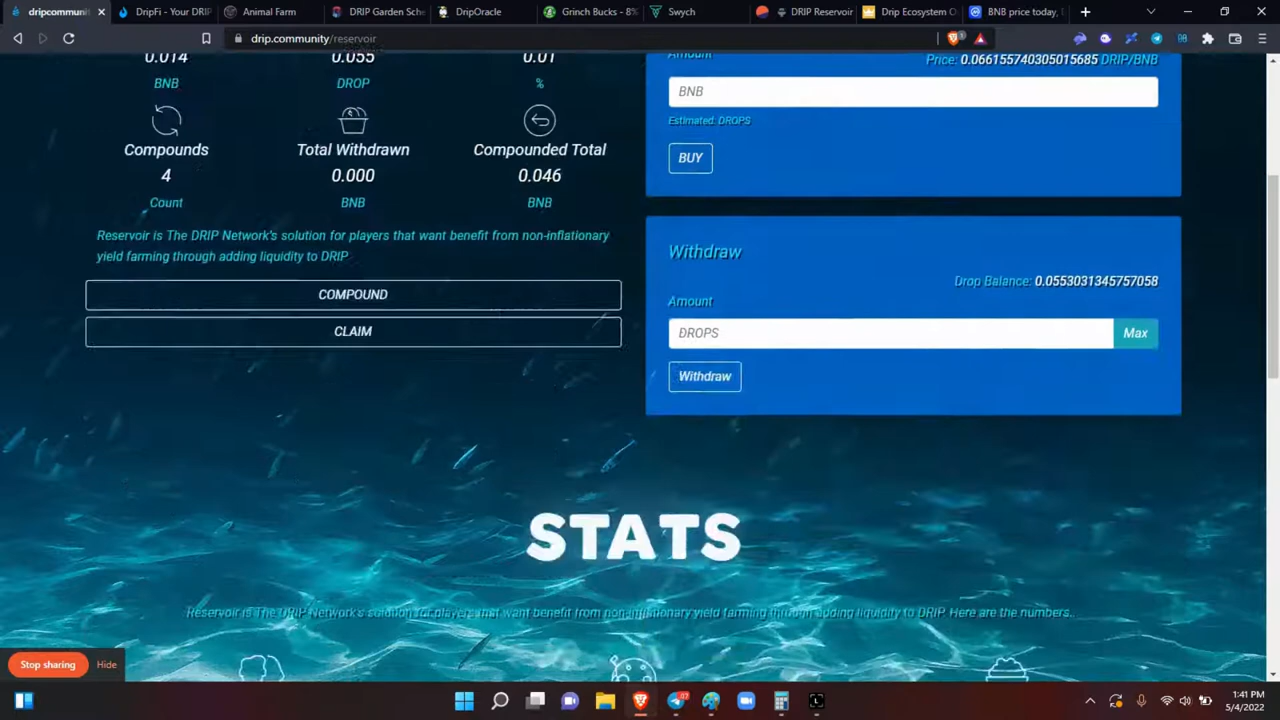 dripcommuni
DripFi - Your DRIP
Animal Farm
DRIP Garden Sche
DripOracle
Grinch Bucks - 8%
Swych
DRIP Reservoir
Drip Ecosystem O
BNB price today,
drip.community/reservoir
0.014
0.055
0.01
BNB
DROP
%
Compounds
Total Withdrawn
Compounded Total
4
0.000
0.046
Count
BNB
BNB
Reservoir is The DRIP Network's solution for players that want benefit from non-inflationary
yield farming through adding liquidity to DRIP
COMPOUND
CLAIM
Amount
Price: 0.066155740305015685 DRIP/BNB
BNB
Estimated: DROPS
BUY
Withdraw
Drop Balance: 0.0553031345757058
Amount
DROPS
Max
Withdraw
STATS
Reservoir is The DRIP Network's solution for players that want benefit from non-inflationary yield farming through adding liquidity to DRIP. Here are the numbers..
Stop sharing
Hide
1:41 PM
5/4/2022